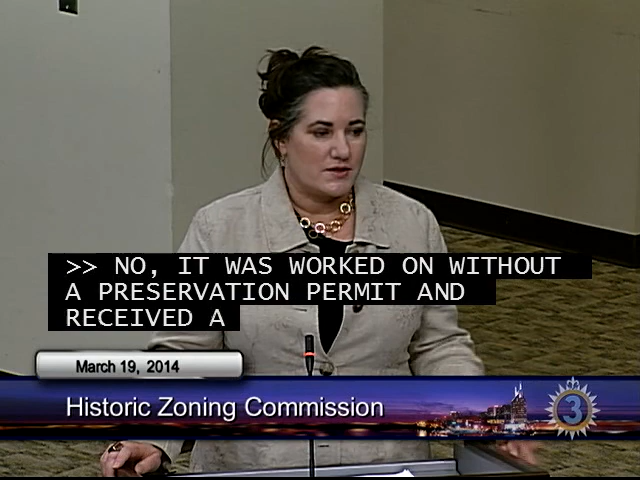 >> NO, IT WAS WORKED ON WITHOUT
A PRESERVATION PERMIT AND
RECEIVED A
March 19, 2014
Historic Zoning Commission
3